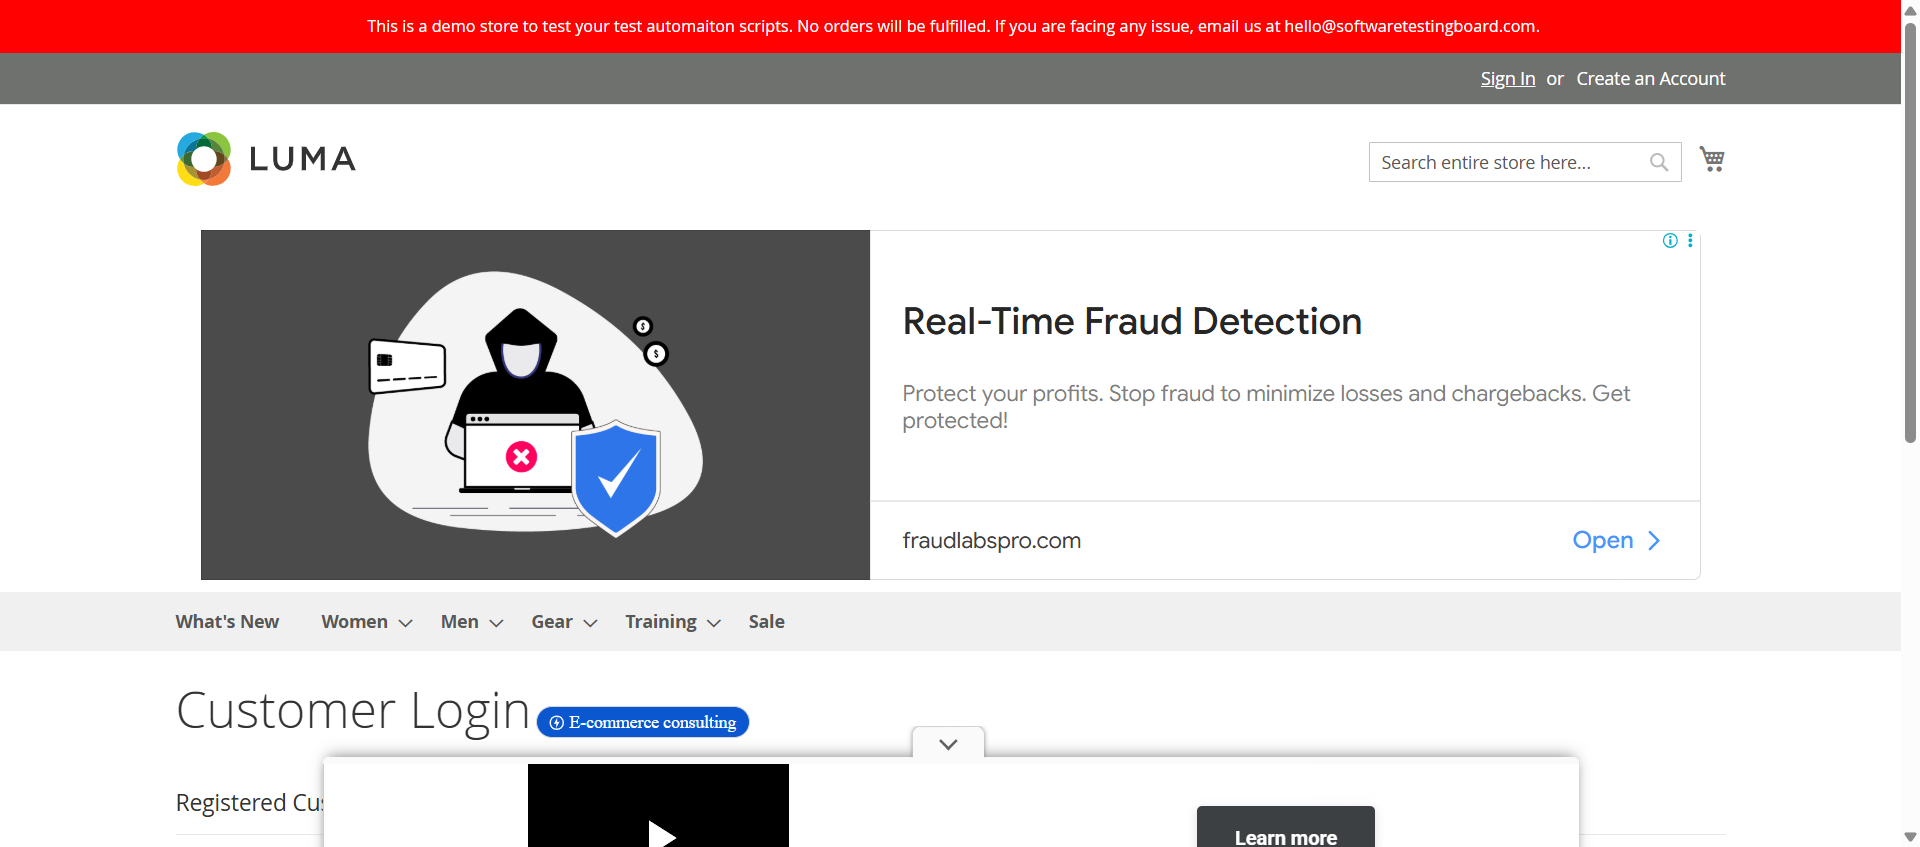 This is a demo store to test your test automaiton scripts. No orders will be fulfilled. If you are facing any issue, email us at hello@softwaretestingboard.com.
Sign In or Create an Account
LUMA
Search entire store here...
Real-Time Fraud Detection
Protect your profits. Stop fraud to minimize losses and chargebacks. Get
protected!
fraudlabspro.com
Open
What's New Women Men Gear Training Sale
Customer Login
E-commerce consulting
Registered Cus
Learn more